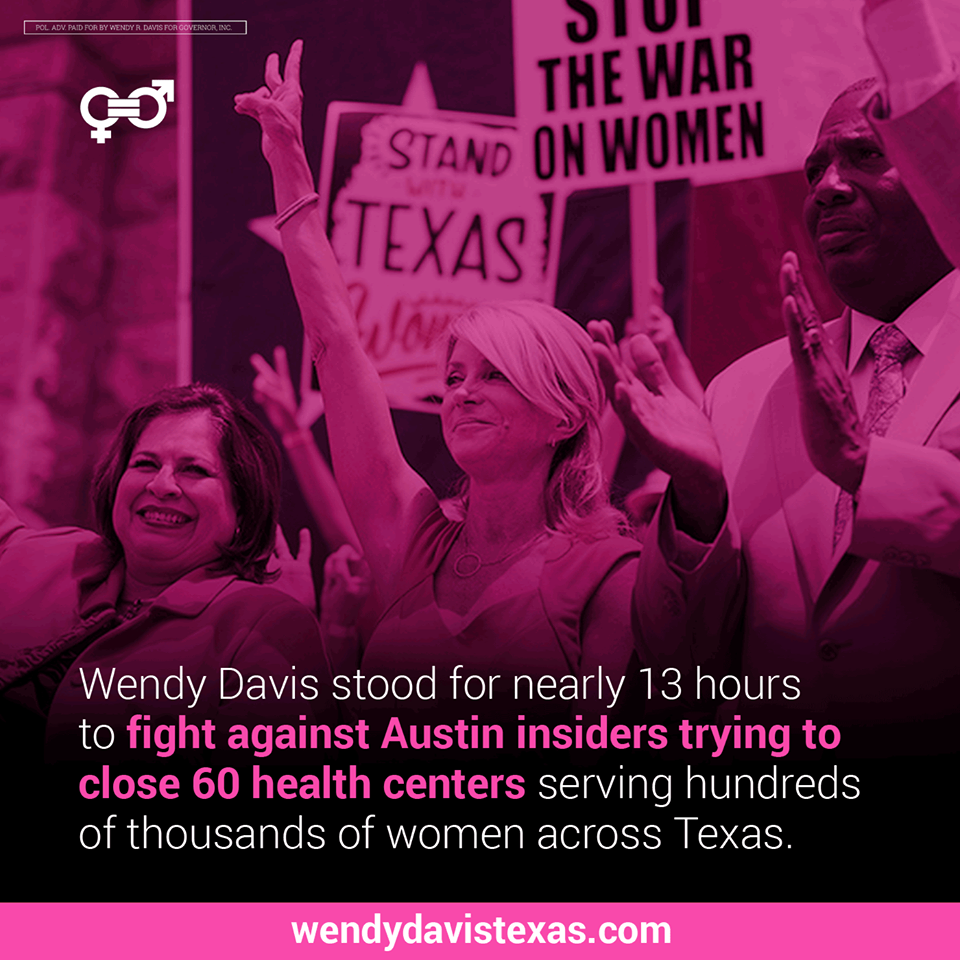 POL. ADV. PAID FOR BY WENDY R. DAVIS FOR GOVERNOR, INC.
STOP
THE WAR
ON WOMEN
STAND
WITH
TEXAS
Wendy Davis stood for nearly 13 hours
to fight against Austin insiders trying to
close 60 health centers serving hundreds
of thousands of women across Texas.
wendydavistexas.com